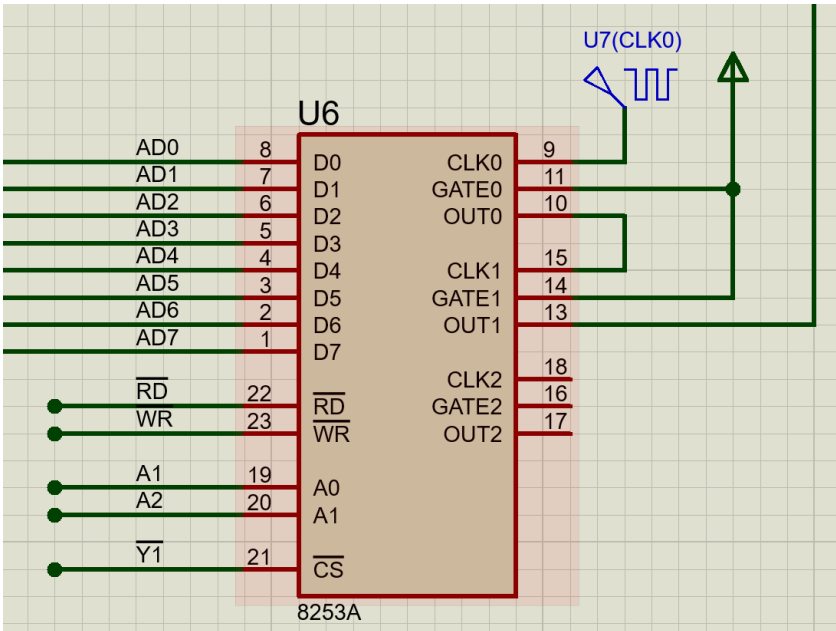 U7(CLK0)
U6
AD0 8 D0 CLK0 9
AD1 7 D1 GATE0 11
AD2 6 D2 OUT0 10
AD3 5 D3
AD4 4 D4 CLK1 15
AD5 3 D5 GATE1 14
AD6 2 D6 OUT1 13
AD7 1 D7
CLK2 18
RD 22 RD GATE2 16
WR 23 WR OUT2 17
A1 19 A0
A2 20 A1
Y1 21 CS
8253A